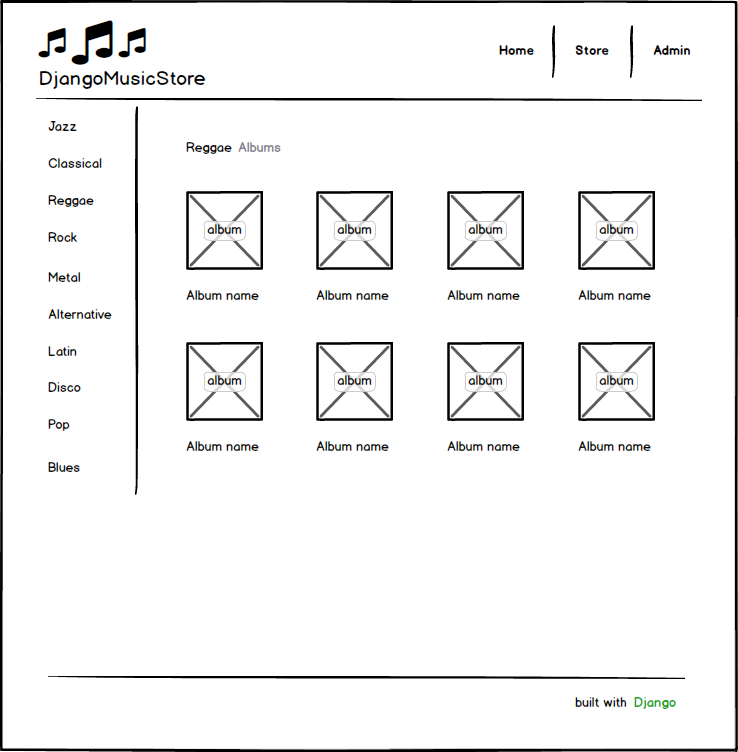 DjangoMusicStore
Home Store Admin
Jazz
Classical
Reggae
Rock
Metal
Alternative
Latin
Disco
Pop
Blues
Reggae Albums
album album album album
Album name Album name Album name Album name
album album album album
Album name Album name Album name Album name
built with Django